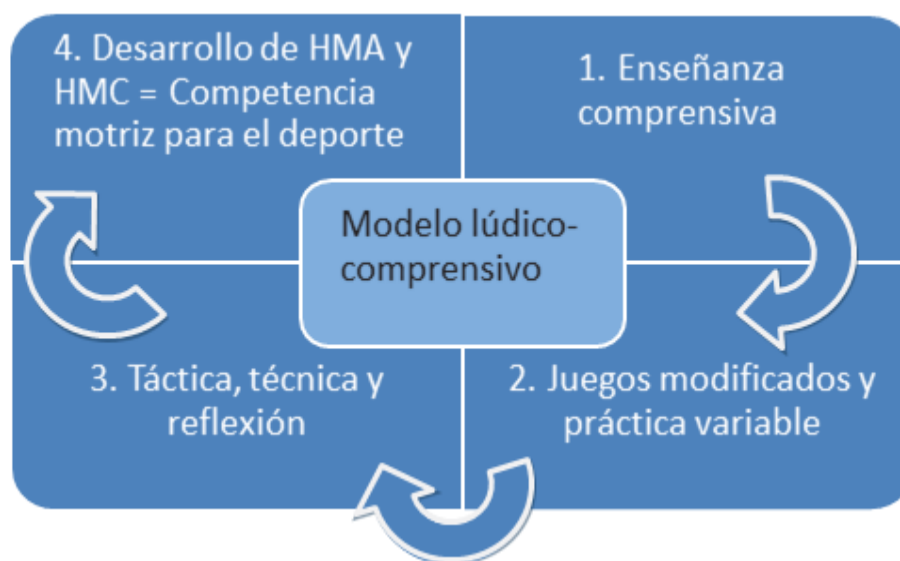 4. Desarrollo de HMA y
HMC = Competencia
motriz para el deporte
1. Enseñanza
comprensiva
Modelo lúdico-
comprensivo
3. Táctica, técnica y
reflexión
2. Juegos modificados y
práctica variable